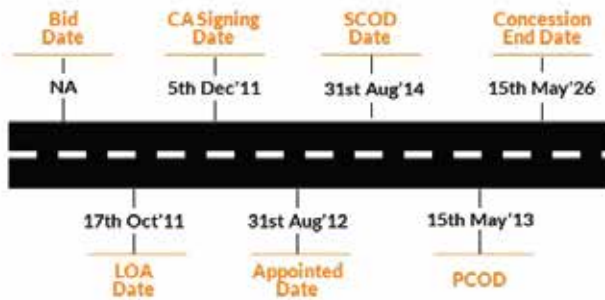 Bid
Date
CA Signing
Date
SCOD
Date
Concession
End Date
NA
5th Dec'11
31st Aug'14
15th May'26
17th Oct'11
31st Aug'12
15th May'13
LOA
Date
Appointed
Date
PCOD